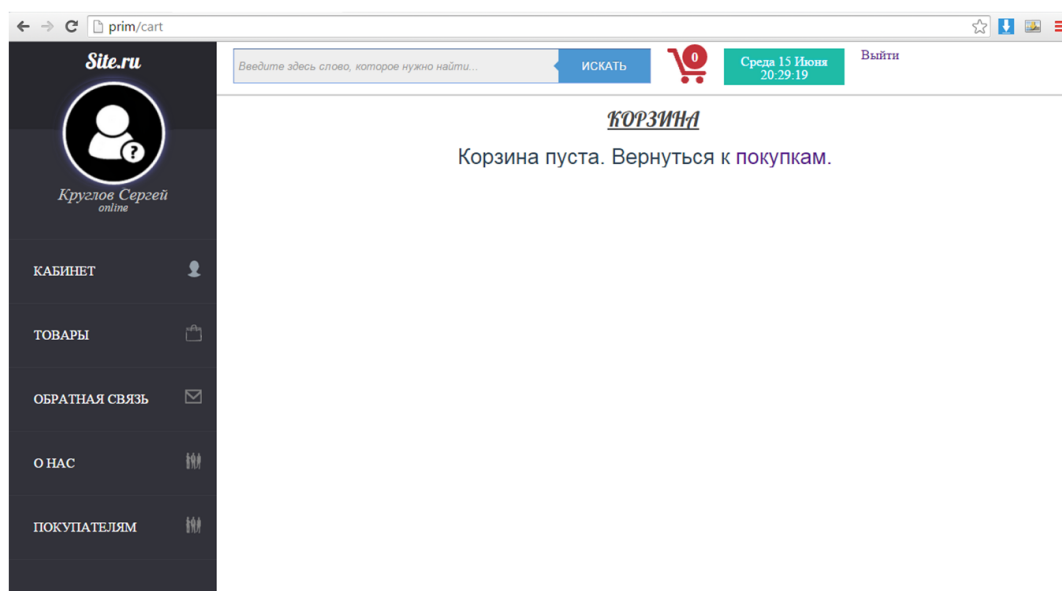 prim/cart
Site.ru
Введите здесь слово, которое нужно найти...
ИСКАТЬ
0
Среда 15 Июня
20:29:19
Выйти
КОРЗИНА
Корзина пуста. Вернуться к покупкам.
?
Круглов Сергей
online
КАБИНЕТ
ТОВАРЫ
ОБРАТНАЯ СВЯЗЬ
О НАС
ПОКУПАТЕЛЯМ